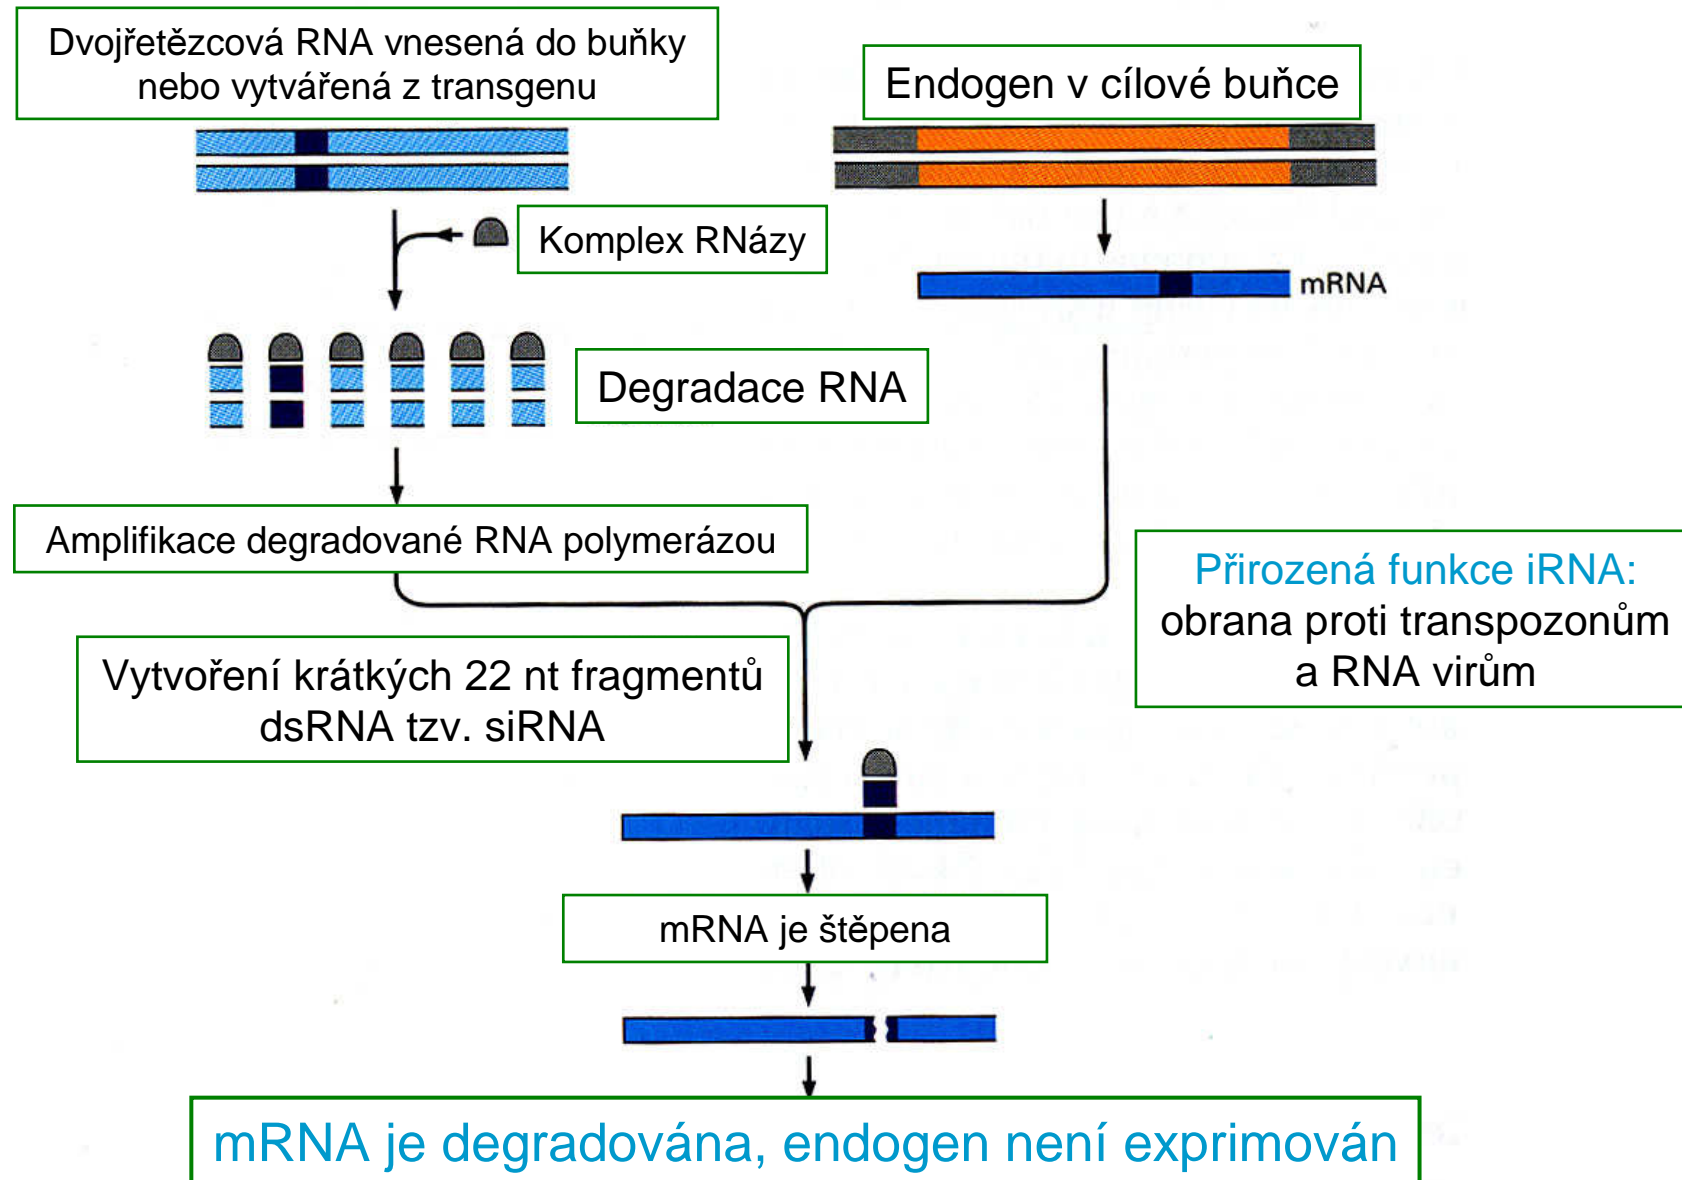 Dvojřetězcová RNA vnesená do buňky
nebo vytvářená z transgenu
Endogen v cílové buňce
Komplex RNázy
mRNA
Degradace RNA
Amplifikace degradované RNA polymerázou
Přirozená funkce iRNA:
obrana proti transpozonům
a RNA virům
Vytvoření krátkých 22 nt fragmentů
dsRNA tzv. siRNA
mRNA je štěpena
mRNA je degradována, endogen není exprimován